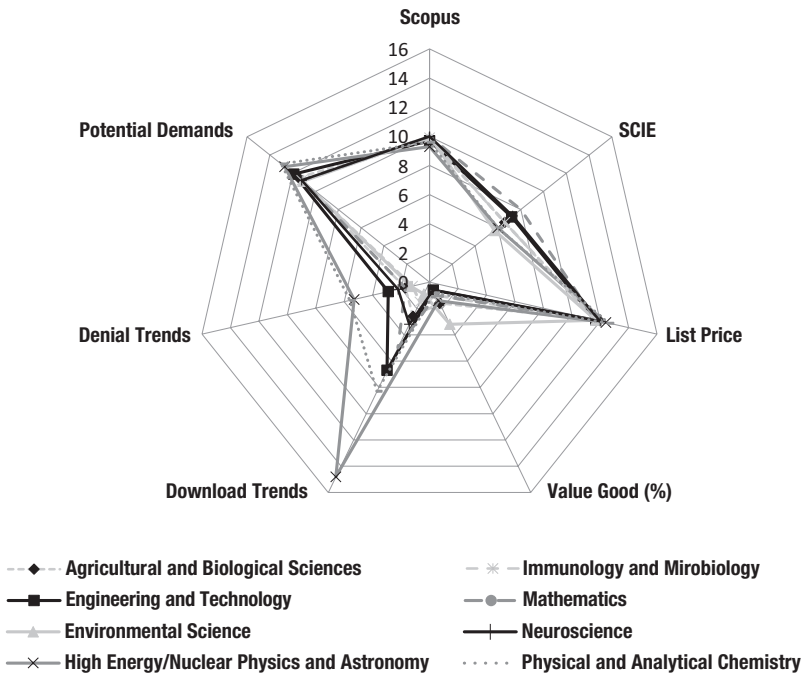 Scopus
16
14
12
10
8
6
4
2
0
SCIE
List Price
Value Good (%)
Download Trends
Denial Trends
Potential Demands
Agricultural and Biological Sciences
Immunology and Mirobiology
Engineering and Technology
Mathematics
Environmental Science
Neuroscience
High Energy/Nuclear Physics and Astronomy
Physical and Analytical Chemistry